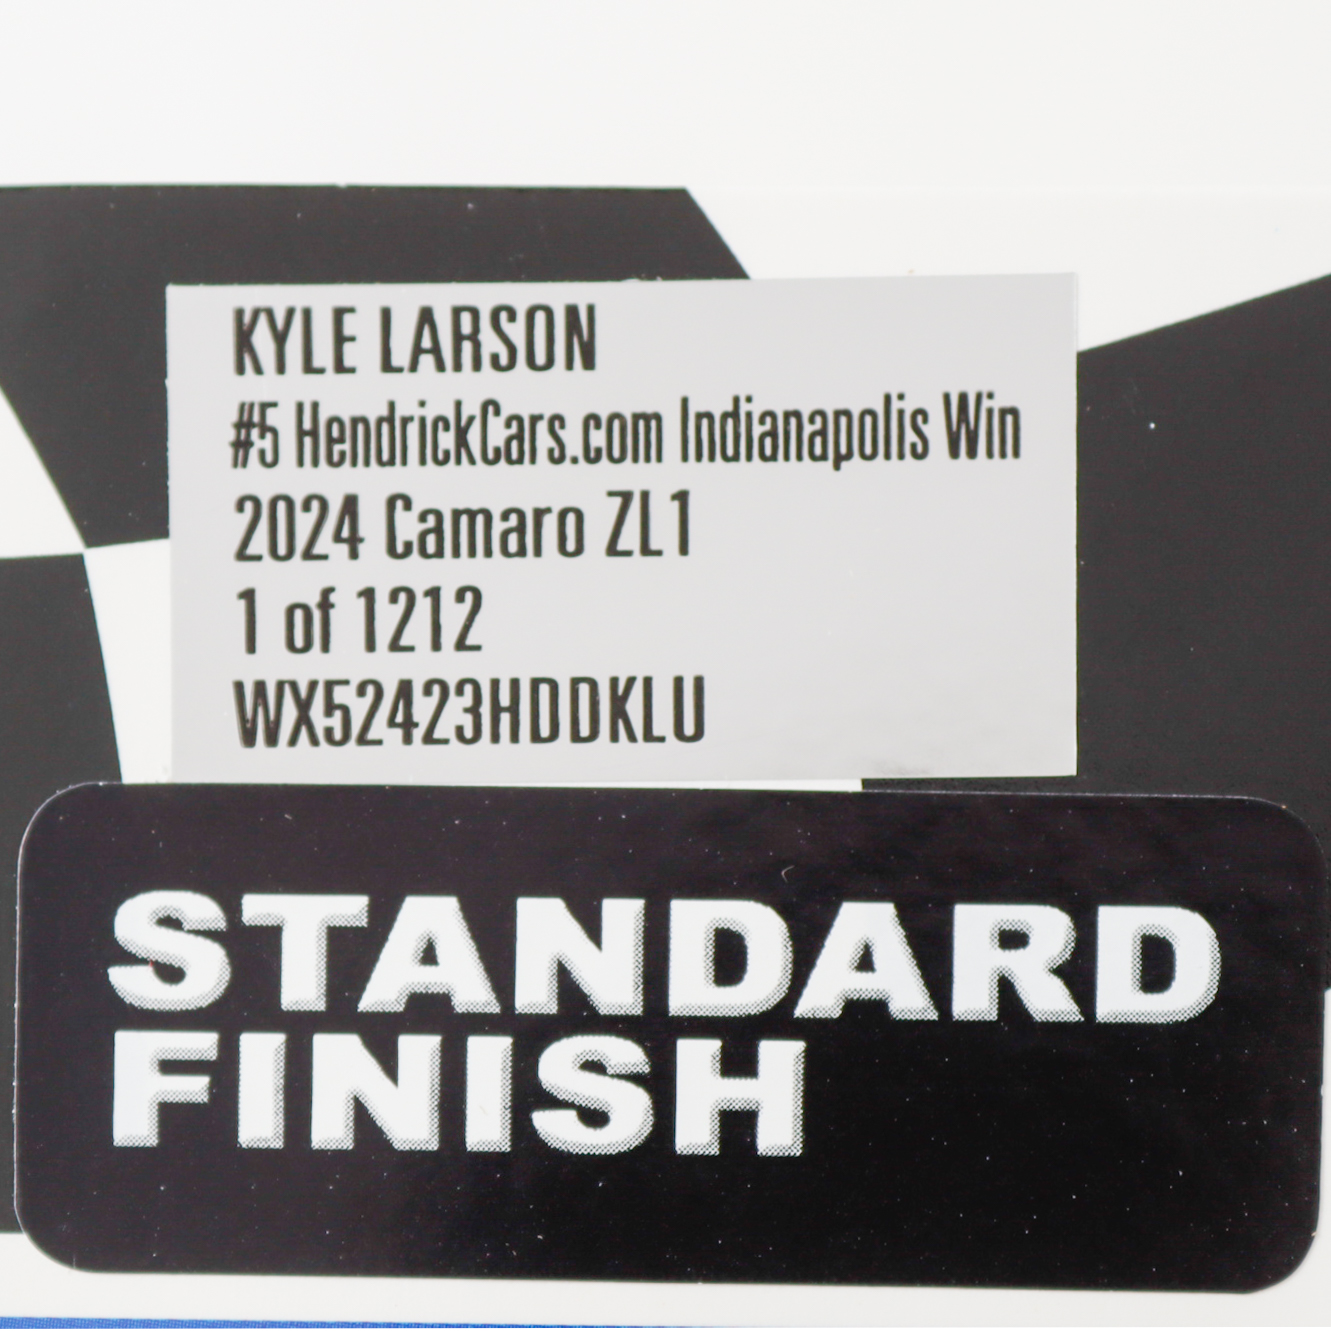 KYLE LARSON
#5 HendrickCars.com Indianapolis Win
2024 Camaro ZL1
1 of 1212
WX52423HDDKLU
STANDARD
FINISH